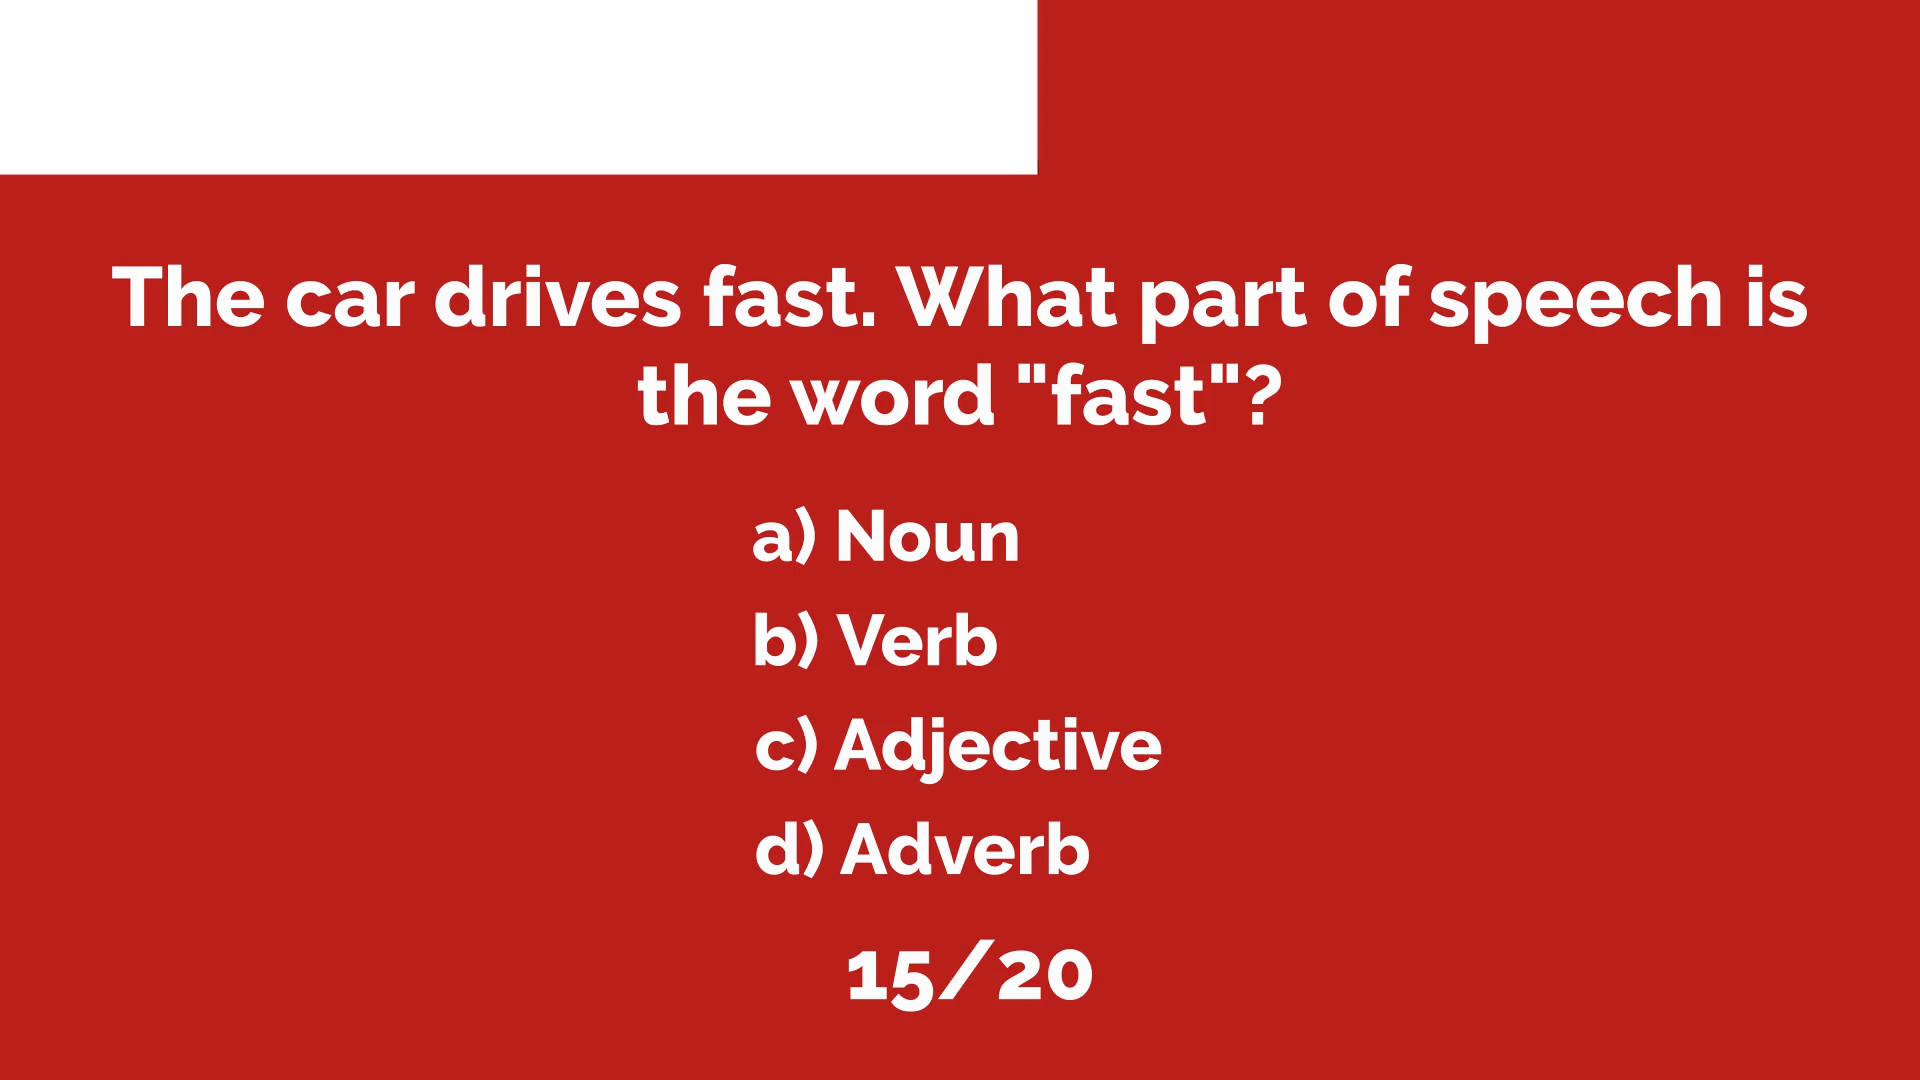 The car drives fast. What part of speech is
the word "fast"?
a) Noun
b) Verb
c) Adjective
d) Adverb
15/20